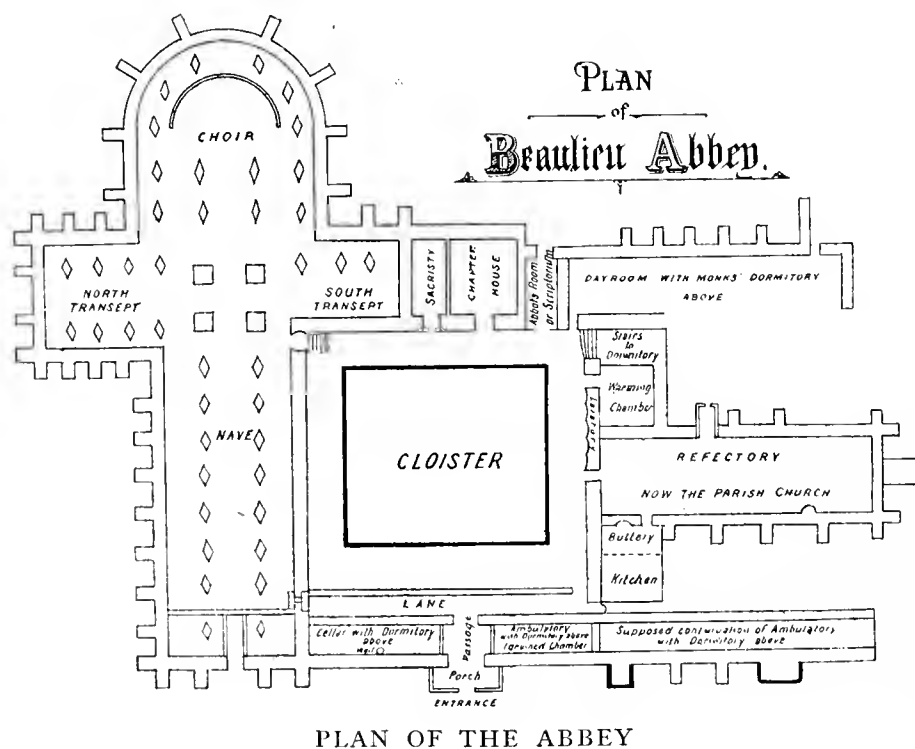 PLAN
of
Beaulieu Abbey.
CHOIR
NORTH
TRANSEPT
SOUTH
TRANSEPT
SACRISTY
CHAPTER
HOUSE
Abbots Room
or Scriptorium
DAYROOM WITH MONKS' DORMITORY
ABOVE
Stairs
to
Dormitory
Warming
Chamber
LAVATORY
NAVE
CLOISTER
REFECTORY
NOW THE PARISH CHURCH
Buttery
Kitchen
LANE
Cellar with Dormitory
above
Well
Passage
Ambulatory
with Dormitory above
Chamber
Supposed continuation of Ambulatory
with Dormitory above
Porch
ENTRANCE
PLAN OF THE ABBEY